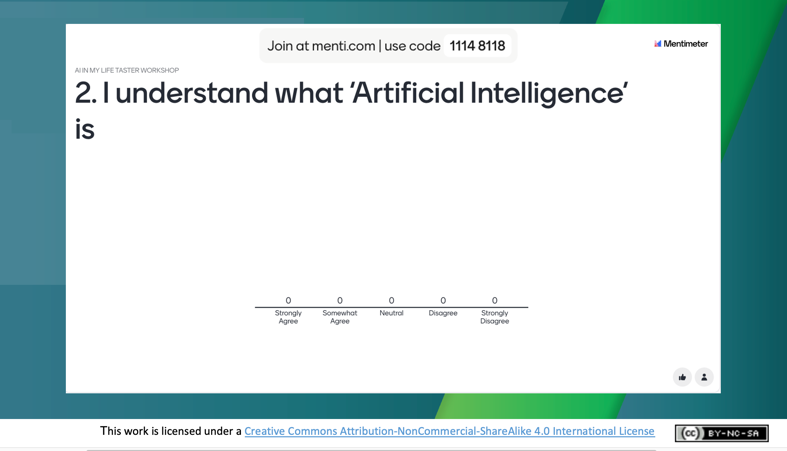 Join at menti.com | use code 1114 8118
Mentimeter
AI IN MY LIFE TASTER WORKSHOP
2. I understand what 'Artificial Intelligence'
is
0 0 0 0 0
Strongly Agree
Somewhat Agree
Neutral
Disagree
Strongly Disagree
This work is licensed under a Creative Commons Attribution-NonCommercial-ShareAlike 4.0 International License
cc BY-NC-SA